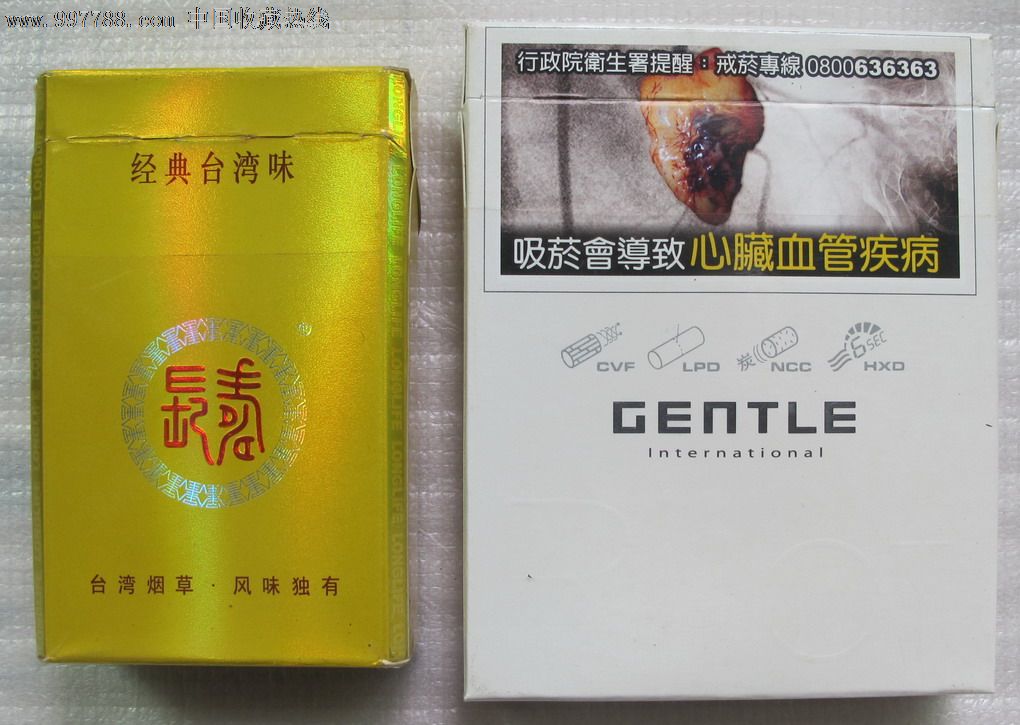 www.997788.com 中国收藏热线
经典台湾味
長壽
®
台湾烟草·风味独有
LONGLIFE LONGLIFE LONGLIFE
行政院衛生署提醒：戒菸專線 0800636363
吸菸會導致心臟血管疾病
CVF
LPD
炭 NCC
6 SEC HXD
GENTLE
International